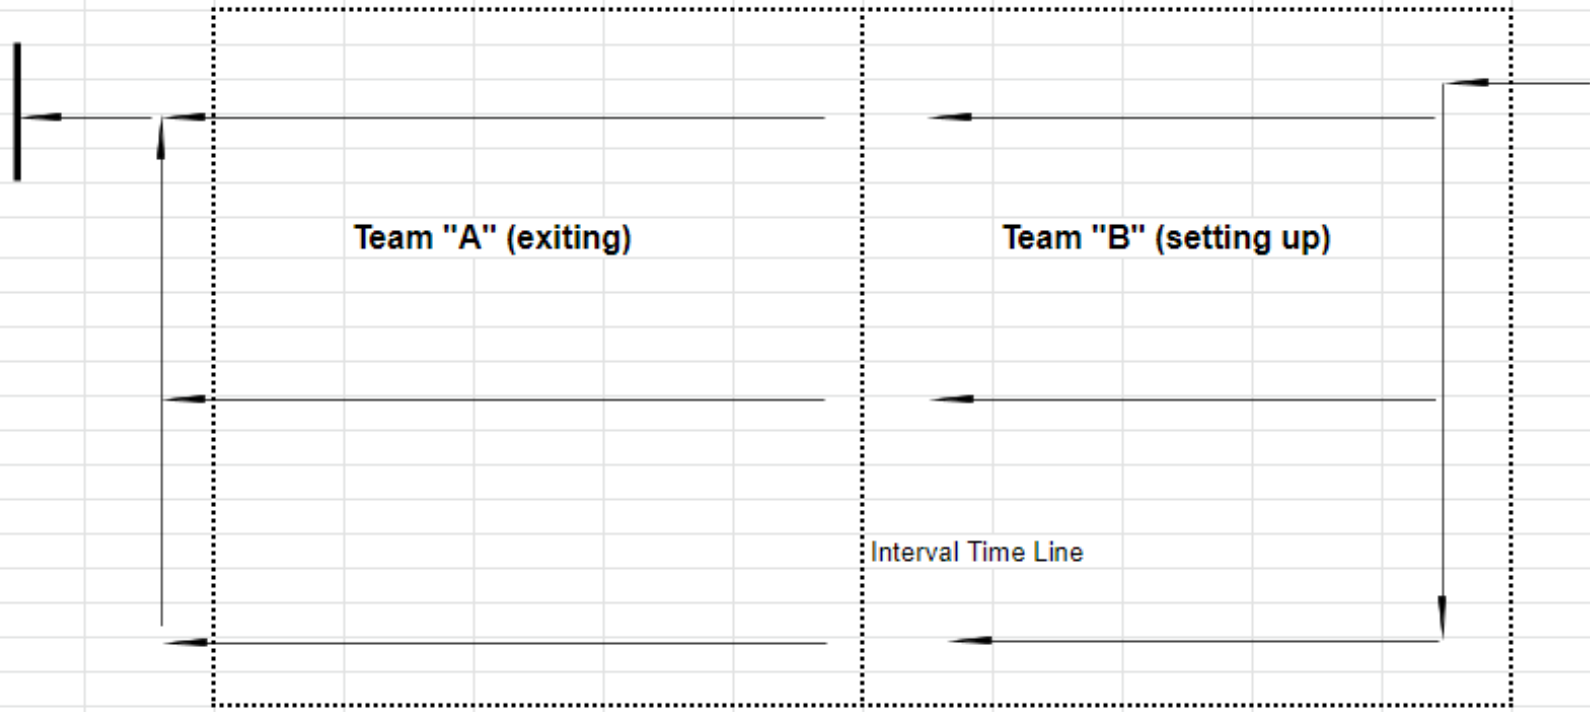 Team "A" (exiting)
Team "B" (setting up)
Interval Time Line